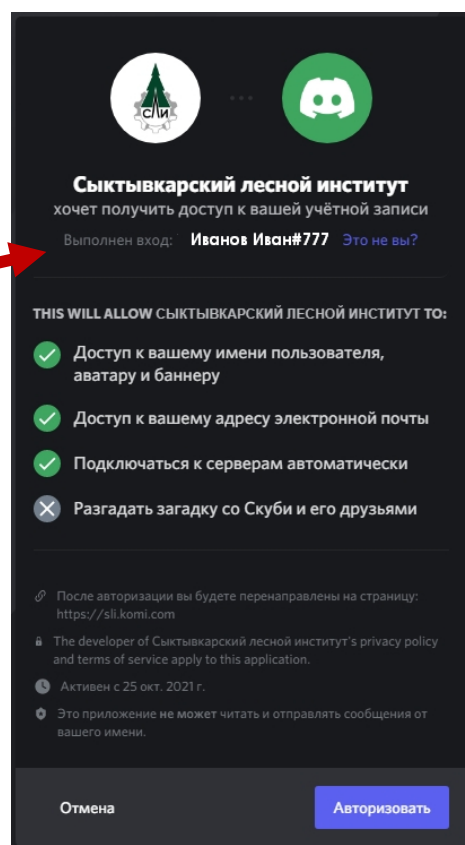 СЛИ
Сыктывкарский лесной институт
хочет получить доступ к вашей учётной записи
Выполнен вход: Иванов Иван#777 Это не вы?
THIS WILL ALLOW СЫКТЫВКАРСКИЙ ЛЕСНОЙ ИНСТИТУТ TO:
Доступ к вашему имени пользователя,
аватару и баннеру
Доступ к вашему адресу электронной почты
Подключаться к серверам автоматически
Разгадать загадку со Скуби и его друзьями
После авторизации вы будете перенаправлены на страницу:
https://sli.komi.com
The developer of Сыктывкарский лесной институт's privacy policy
and terms of service apply to this application.
Активен с 25 окт. 2021 г.
Это приложение не может читать и отправлять сообщения от
вашего имени.
Отмена
Авторизовать